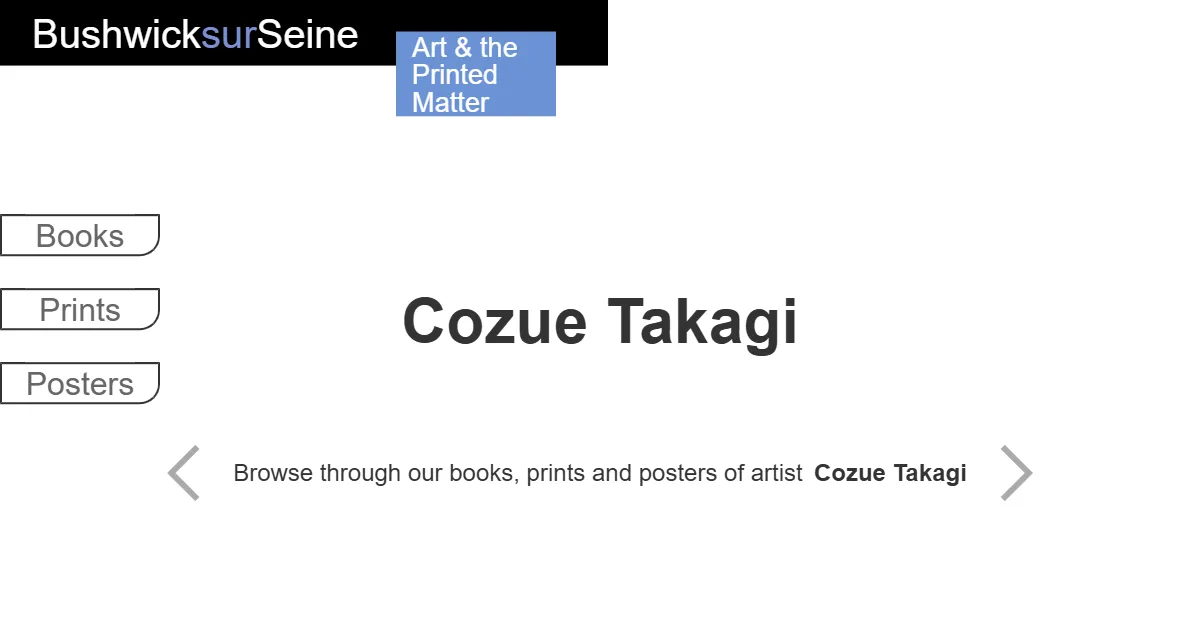 BushwicksurSeine
Art & the
Printed
Matter
Books
Prints
Posters
Cozue Takagi
Browse through our books, prints and posters of artist Cozue Takagi